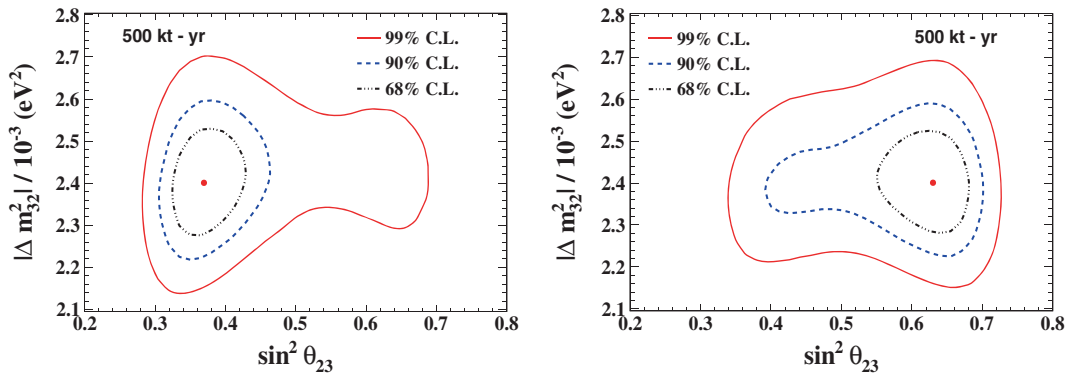 500 kt - yr
99% C.L.
90% C.L.
68% C.L.
2.8
2.7
2.6
2.5
2.4
2.3
2.2
2.1
|Δ m²₃₂| / 10⁻³ (eV²)
0.2 0.3 0.4 0.5 0.6 0.7 0.8
sin² θ₂₃
99% C.L.
90% C.L.
68% C.L.
500 kt - yr
2.8
2.7
2.6
2.5
2.4
2.3
2.2
2.1
|Δ m²₃₂| / 10⁻³ (eV²)
0.2 0.3 0.4 0.5 0.6 0.7 0.8
sin² θ₂₃